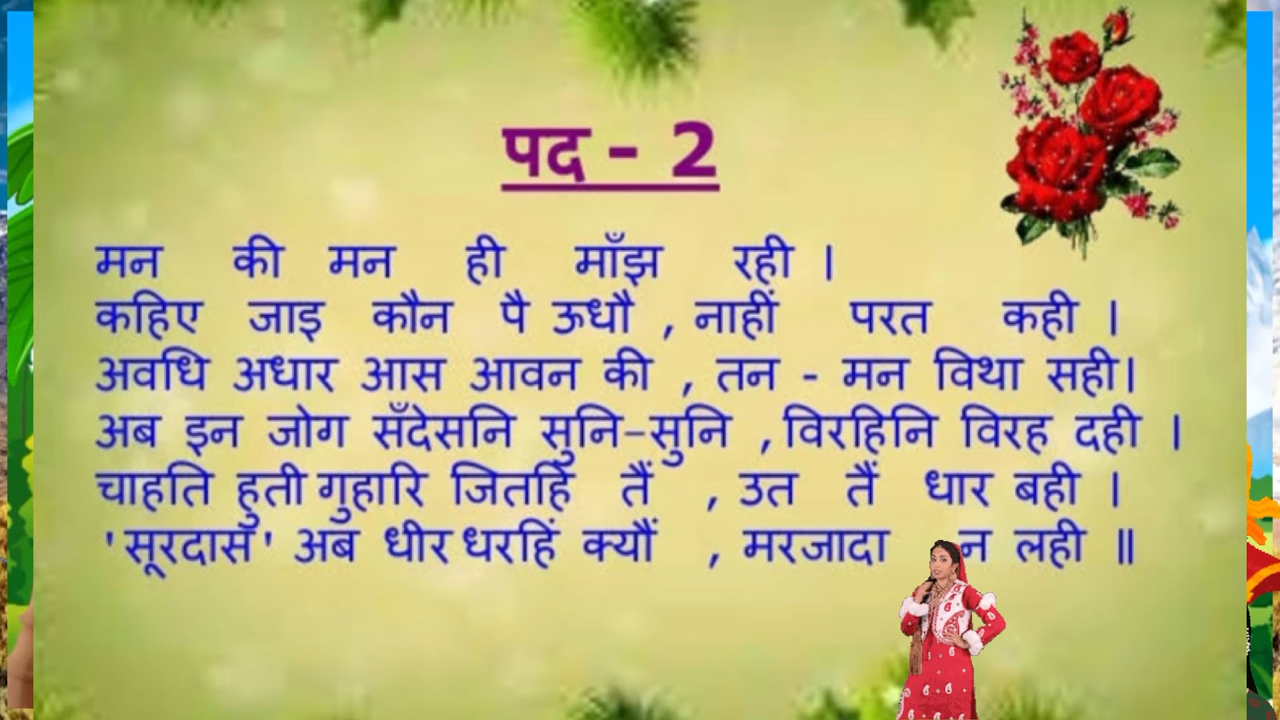 पद - 2
मन की मन ही माँझ रही ।
कहिए जाइ कौन पै ऊधौ , नाहीं परत कही ।
अवधि अधार आस आवन की , तन - मन विथा सही।
अब इन जोग सँदेसनि सुनि-सुनि , विरहिनि विरह दही ।
चाहति हुती गुहारि जितहिं तैं , उत तैं धार बही ।
'सूरदास' अब धीर धरहिं क्यौं , मरजादा न लही ॥